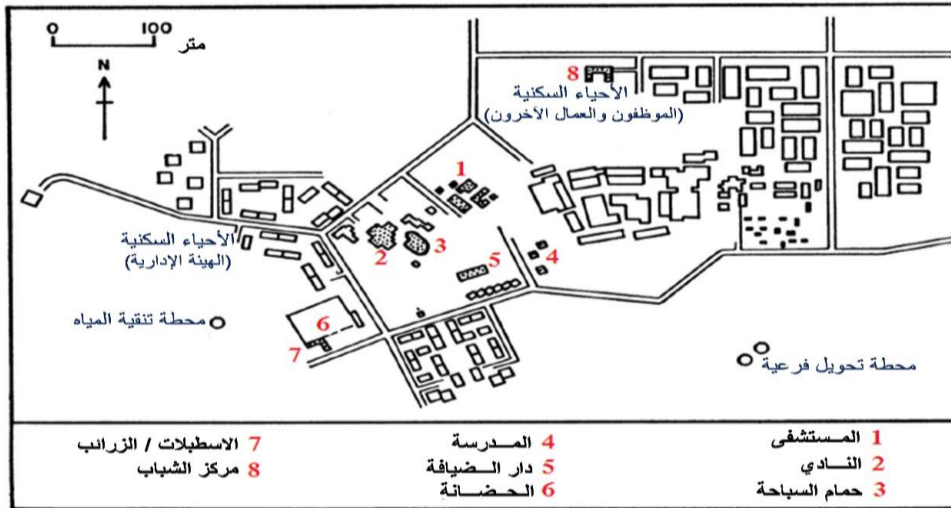 0 100 متر
N
8
الأحياء السكنية
(الموظفون والعمال الآخرون)
1
الأحياء السكنية
(الهيئة الإدارية)
2
3
4
5
6
7
محطة تنقية المياه
محطة تحويل فرعية
1 المستشفى
2 النادي
3 حمام السباحة
4 المدرسة
5 دار الضيافة
6 الحضانة
7 الاسطبلات / الزرائب
8 مركز الشباب